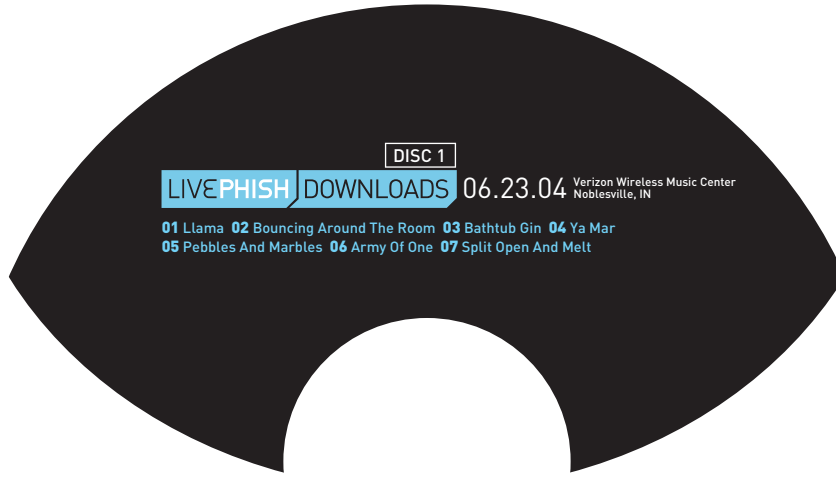 DISC 1
LIVEPHISH DOWNLOADS 06.23.04 Verizon Wireless Music Center
Noblesville, IN
01 Llama 02 Bouncing Around The Room 03 Bathtub Gin 04 Ya Mar
05 Pebbles And Marbles 06 Army Of One 07 Split Open And Melt